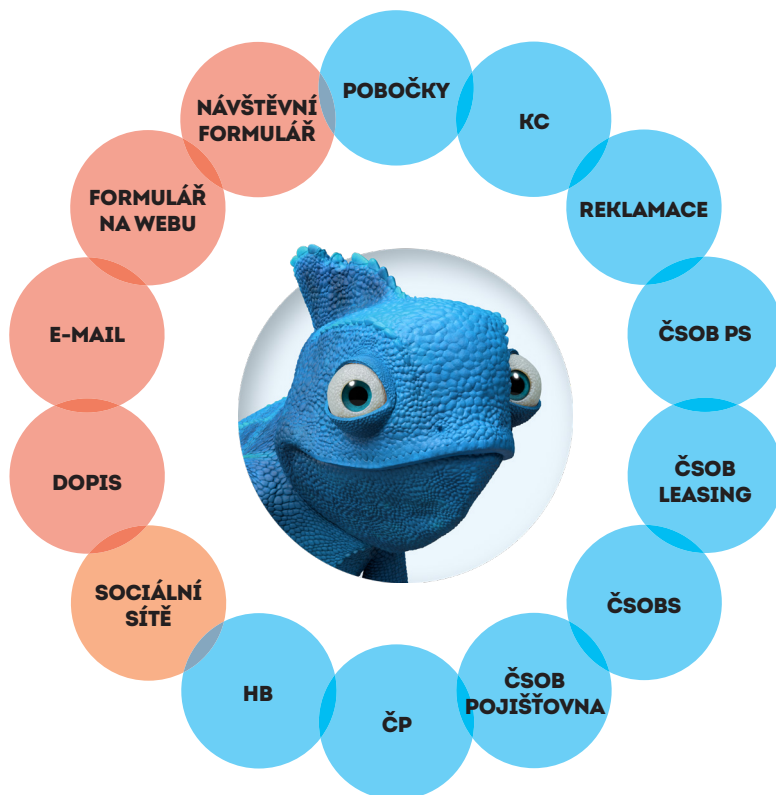 POBOČKY
KC
REKLAMACE
ČSOB PS
ČSOB
LEASING
ČSOBS
ČSOB
POJIŠŤOVNA
ČP
HB
SOCIÁLNÍ
SÍTĚ
DOPIS
E-MAIL
FORMULÁŘ
NA WEBU
NÁVŠTĚVNÍ
FORMULÁŘ